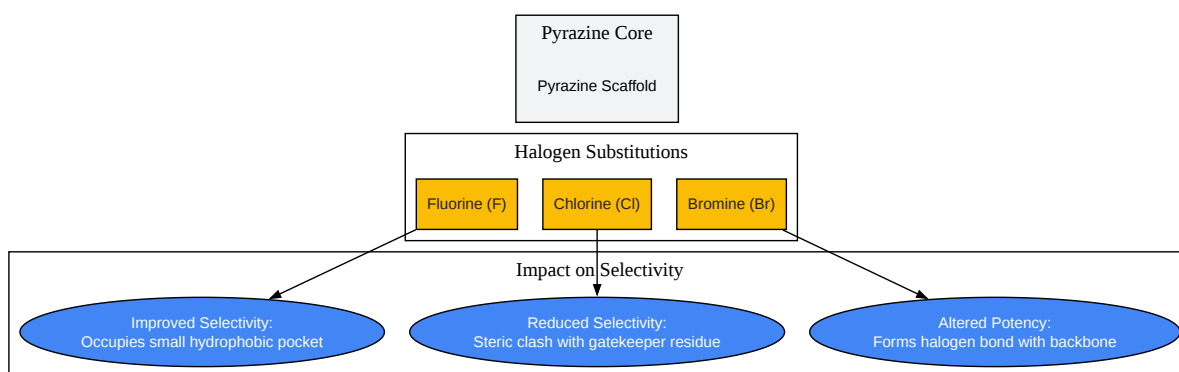 Pyrazine Core
Pyrazine Scaffold
Halogen Substitutions
Fluorine (F)
Chlorine (Cl)
Bromine (Br)
Impact on Selectivity
Improved Selectivity:
Occupies small hydrophobic pocket
Reduced Selectivity:
Steric clash with gatekeeper residue
Altered Potency:
Forms halogen bond with backbone